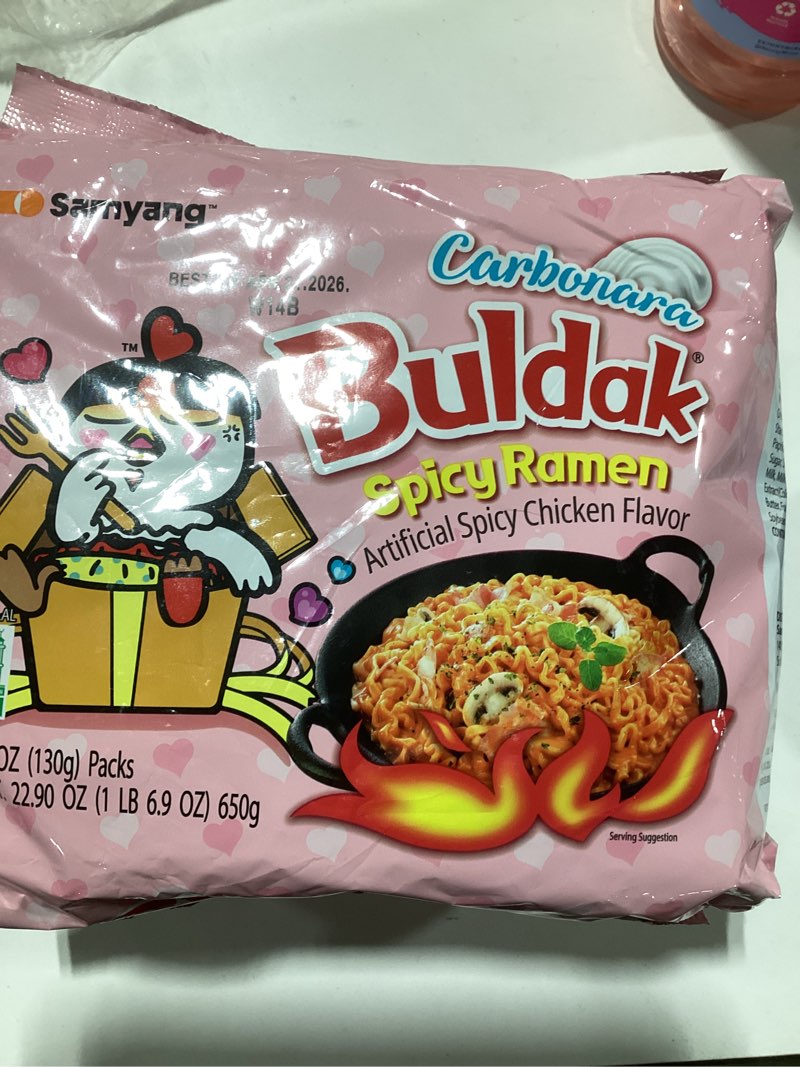 Samyang™
BEST 2026.
W14B
Carbonara
Buldak®
Spicy Ramen
Artificial Spicy Chicken Flavor
TM
OZ (130g) Packs
22.90 OZ (1 LB 6.9 OZ) 650g
Serving Suggestion